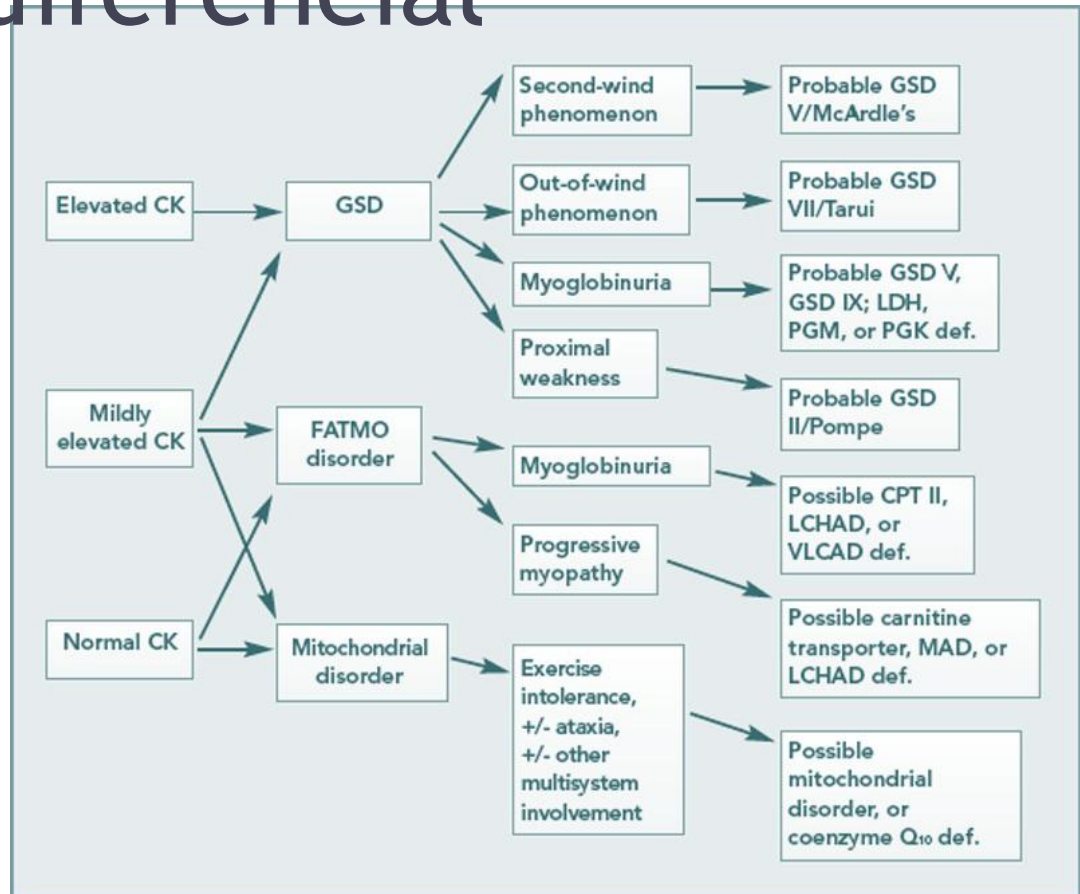 diferencial
Elevated CK
GSD
Second-wind
phenomenon
Probable GSD
V/McArdle's
Out-of-wind
phenomenon
Probable GSD
VII/Tarui
Myoglobinuria
Probable GSD V,
GSD IX; LDH,
PGM, or PGK def.
Proximal
weakness
Probable GSD
II/Pompe
Mildly
elevated CK
FATMO
disorder
Myoglobinuria
Possible CPT II,
LCHAD, or
VLCAD def.
Progressive
myopathy
Possible carnitine
transporter, MAD, or
LCHAD def.
Normal CK
Mitochondrial
disorder
Exercise
intolerance,
+/- ataxia,
+/- other
multisystem
involvement
Possible
mitochondrial
disorder, or
coenzyme Q₁₀ def.